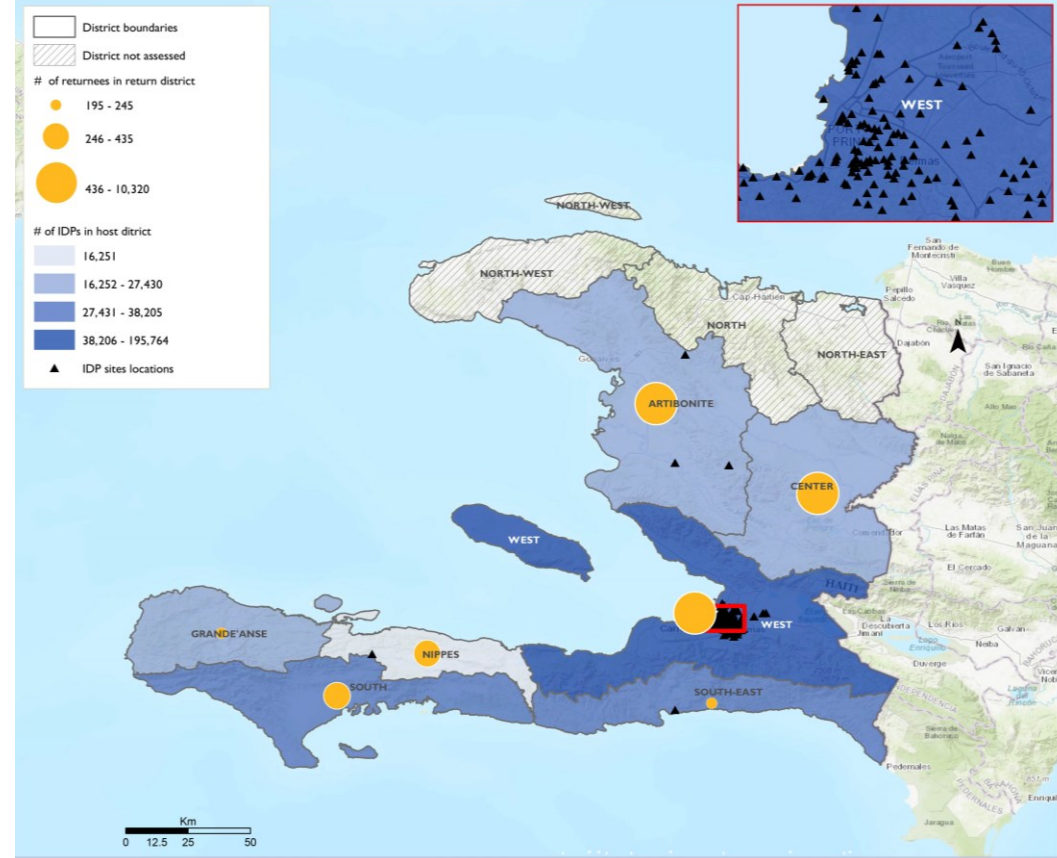 District boundaries
District not assessed
# of returnees in return district
195 - 245
246 - 435
436 - 10,320
# of IDPs in host district
16,251
16,252 - 27,430
27,431 - 38,205
38,206 - 195,764
IDP sites locations
WEST
NORTH-WEST
NORTH-WEST
Cap-Haïtien
NORTH
NORTH-EAST
ARTIBONITE
CENTER
WEST
HAITI
WEST
GRANDE'ANSE
NIPPES
SOUTH
SOUTH-EAST
San
Fernando de
Montecristi
Villa
Vasquez
Pepillo
Salcedo
N
Dajabón
San Ignacio
de Sabaneta
Las Matas
de Farfán
San Juan
de la
Maguana
El Cercado
La
Descubierta
Jimaní
Los Ríos
Galvan
Neiba
Duverge
Pedernales
Jaragua
Km
0 12.5 25 50